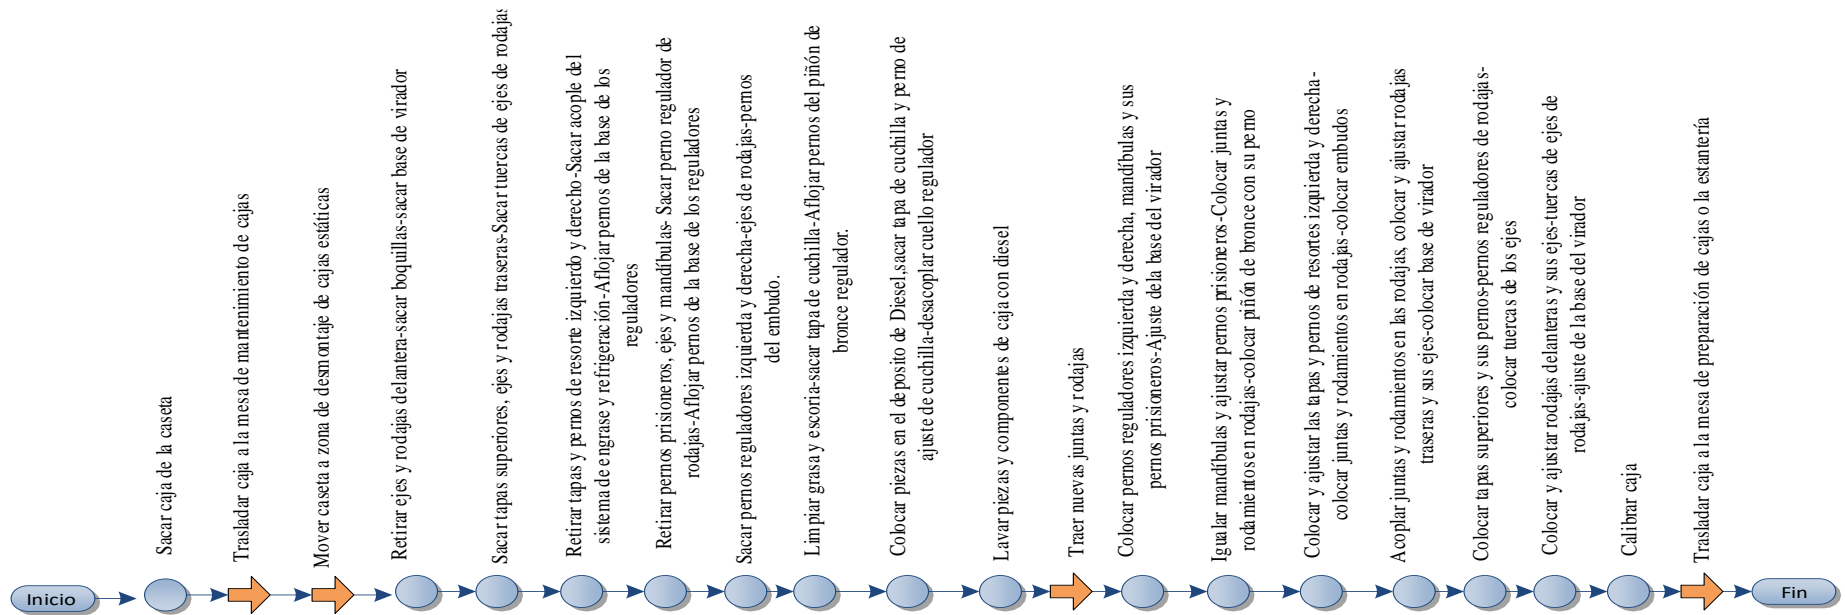 Inicio
Sacar caja de la caseta
Trasladar caja a la mesa de mantenimiento de cajas
Mover caseta a zona de desmontaje de cajas estáticas
Retirar ejes y rodajas delantera-sacar boquillas-sacar base de virador
Sacar tapas superiores, ejes y rodajas traseras-Sacar tuercas de ejes de rodajas
Retirar tapas y pernos de resorte izquierdo y derecho-Sacar acople del
sistema de engrase y refrigeración-Aflojar pernos de la base de los
reguladores
Retirar pernos prisioneros, ejes y mandíbulas- Sacar perno regulador de
rodajas-Aflojar pernos de la base de los reguladores
Sacar pernos reguladores izquierda y derecha-ejes de rodajas-pernos
del embudo.
Limpiar grasa y escoria-sacar tapa de cuchilla-Aflojar pernos del piñón de
bronce regulador.
Colocar piezas en el deposito de Diesel,sacar tapa de cuchilla y perno de
ajuste de cuchilla-desacoplar cuello regulador
Lavar piezas y componentes de caja con diesel
Traer nuevas juntas y rodajas
Colocar pernos reguladores izquierda y derecha, mandíbulas y sus
pernos prisioneros-Ajuste de la base del virador
Igualar mandíbulas y ajustar pernos prisioneros-Colocar juntas y
rodamientos en rodajas-colocar piñón de bronce con su perno
Colocar y ajustar las tapas y pernos de resortes izquierda y derecha-
colocar juntas y rodamientos en rodajas-colocar embudos
Acoplar juntas y rodamientos en las rodajas, colocar y ajustar rodajas
traseras y sus ejes-colocar base de virador
Colocar tapas superiores y sus pernos-pernos reguladores de rodajas-
colocar tuercas de los ejes
Colocar y ajustar rodajas delantera y sus ejes-tuercas de ejes de
rodajas-ajuste de la base del virador
Calibrar caja
Trasladar caja a la mesa de preparación de cajas o la estantería
Fin